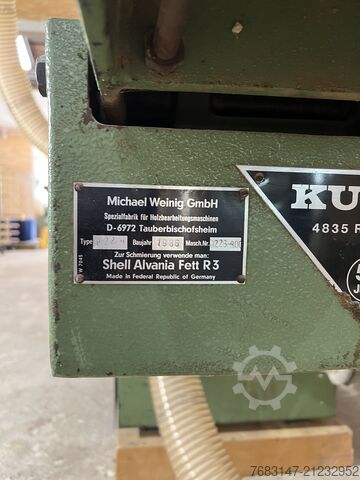 Michael Weinig GmbH
Spezialfabrik für Holzbearbeitungsmaschinen
D-6972 Tauberbischofsheim
Type Baujahr Masch.Nr.
Zur Schmierung verwende man:
Shell Alvania Fett R3
Made in Federal Republic of Germany
W 7045
KU
4835 R
7683147-21232952